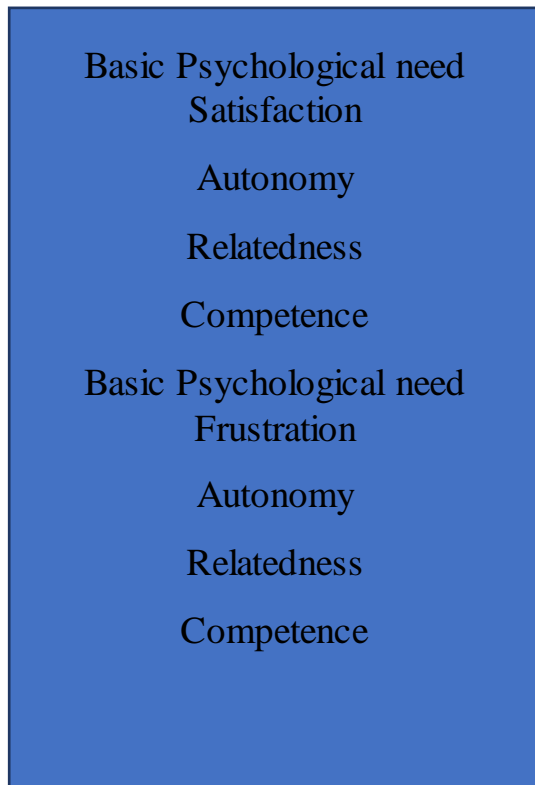 Basic Psychological need
Satisfaction
Autonomy
Relatedness
Competence
Basic Psychological need
Frustration
Autonomy
Relatedness
Competence